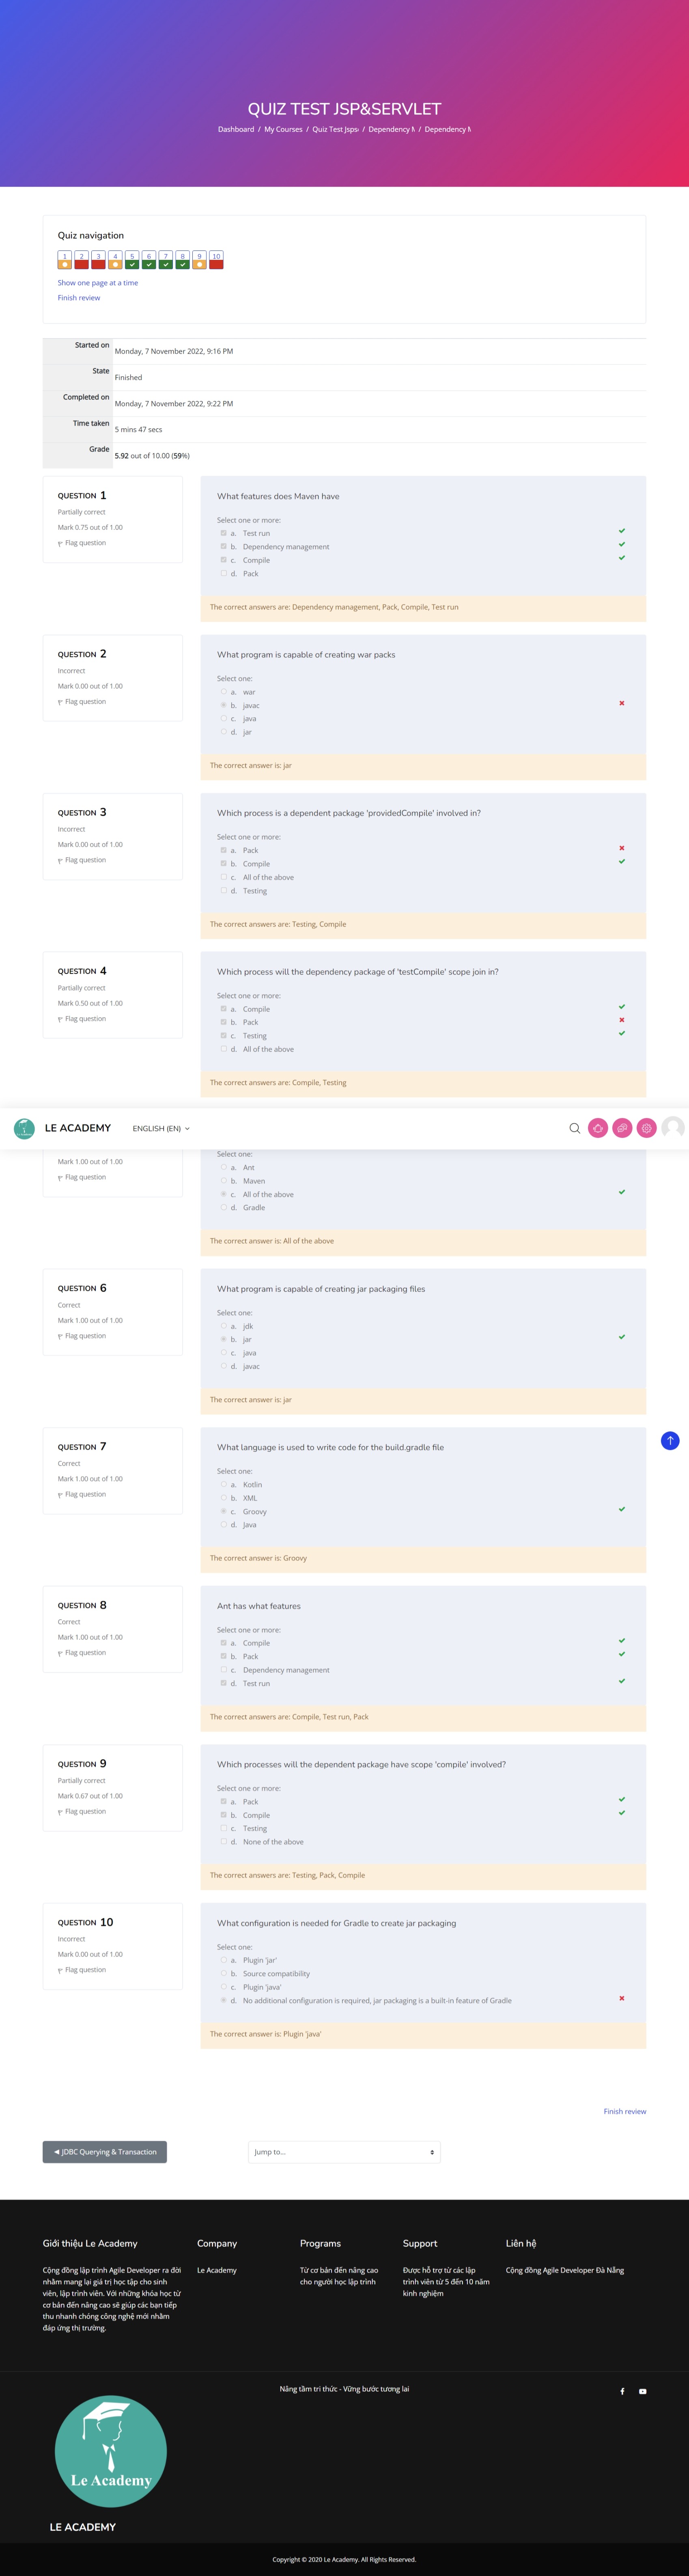 QUIZ TEST JSP&SERVLET
Dashboard / My Courses / Quiz Test Jsps / Dependency M / Dependency M
Quiz navigation
1 2 3 4 5 6 7 8 9 10
Show one page at a time
Finish review
Started on
Monday, 7 November 2022, 9:16 PM
State
Finished
Completed on
Monday, 7 November 2022, 9:22 PM
Time taken
5 mins 47 secs
Grade
5.92 out of 10.00 (59%)
QUESTION 1
Partially correct
Mark 0.75 out of 1.00
Flag question
What features does Maven have
Select one or more:
a. Test run
b. Dependency management
c. Compile
d. Pack
The correct answers are: Dependency management, Pack, Compile, Test run
QUESTION 2
Incorrect
Mark 0.00 out of 1.00
Flag question
What program is capable of creating war packs
Select one:
a. war
b. javac
c. java
d. jar
The correct answer is: jar
QUESTION 3
Incorrect
Mark 0.00 out of 1.00
Flag question
Which process is a dependent package 'providedCompile' involved in?
Select one or more:
a. Pack
b. Compile
c. All of the above
d. Testing
The correct answers are: Testing, Compile
QUESTION 4
Partially correct
Mark 0.50 out of 1.00
Flag question
Which process will the dependency package of 'testCompile' scope join in?
Select one or more:
a. Compile
b. Pack
c. Testing
d. All of the above
The correct answers are: Compile, Testing
LE ACADEMY
ENGLISH (EN)
Mark 1.00 out of 1.00
Flag question
Select one:
a. Ant
b. Maven
c. All of the above
d. Gradle
The correct answer is: All of the above
QUESTION 6
Correct
Mark 1.00 out of 1.00
Flag question
What program is capable of creating jar packaging files
Select one:
a. jdk
b. jar
c. java
d. javac
The correct answer is: jar
QUESTION 7
Correct
Mark 1.00 out of 1.00
Flag question
What language is used to write code for the build.gradle file
Select one:
a. Kotlin
b. XML
c. Groovy
d. Java
The correct answer is: Groovy
QUESTION 8
Correct
Mark 1.00 out of 1.00
Flag question
Ant has what features
Select one or more:
a. Compile
b. Pack
c. Dependency management
d. Test run
The correct answers are: Compile, Test run, Pack
QUESTION 9
Partially correct
Mark 0.67 out of 1.00
Flag question
Which processes will the dependent package have scope 'compile' involved?
Select one or more:
a. Pack
b. Compile
c. Testing
d. None of the above
The correct answers are: Testing, Pack, Compile
QUESTION 10
Incorrect
Mark 0.00 out of 1.00
Flag question
What configuration is needed for Gradle to create jar packaging
Select one:
a. Plugin 'jar'
b. Source compatibility
c. Plugin 'java'
d. No additional configuration is required, jar packaging is a built-in feature of Gradle
The correct answer is: Plugin 'java'
Finish review
◄ JDBC Querying & Transaction
Jump to...
Giới thiệu Le Academy
Cộng đồng lập trình Agile Developer ra đời
nhằm mang lại giá trị học tập cho sinh
viên, lập trình viên. Với những khóa học từ
cơ bản đến nâng cao sẽ giúp các bạn tiếp
thu nhanh chóng công nghệ mới nhằm
đáp ứng thị trường.
Company
Le Academy
Programs
Từ cơ bản đến nâng cao
cho người học lập trình
Support
Được hỗ trợ từ các lập
trình viên từ 5 đến 10 năm
kinh nghiệm
Liên hệ
Cộng đồng Agile Developer Đà Nẵng
Nâng tầm tri thức - Vững bước tương lai
Le Academy
LE ACADEMY
Copyright © 2020 Le Academy. All Rights Reserved.